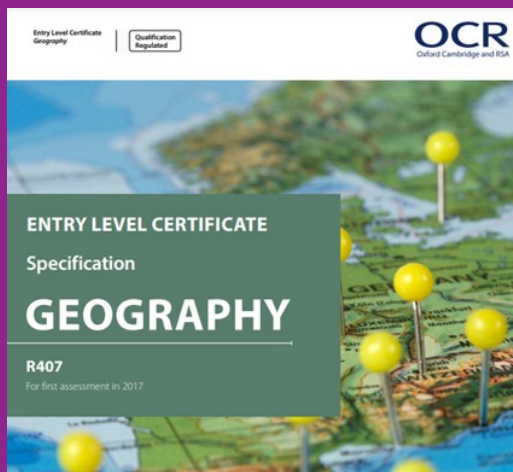 Entry Level Certificate
Geography
Qualification
Regulated
OCR
Oxford Cambridge and RSA
ENTRY LEVEL CERTIFICATE
Specification
GEOGRAPHY
R407
For first assessment in 2017